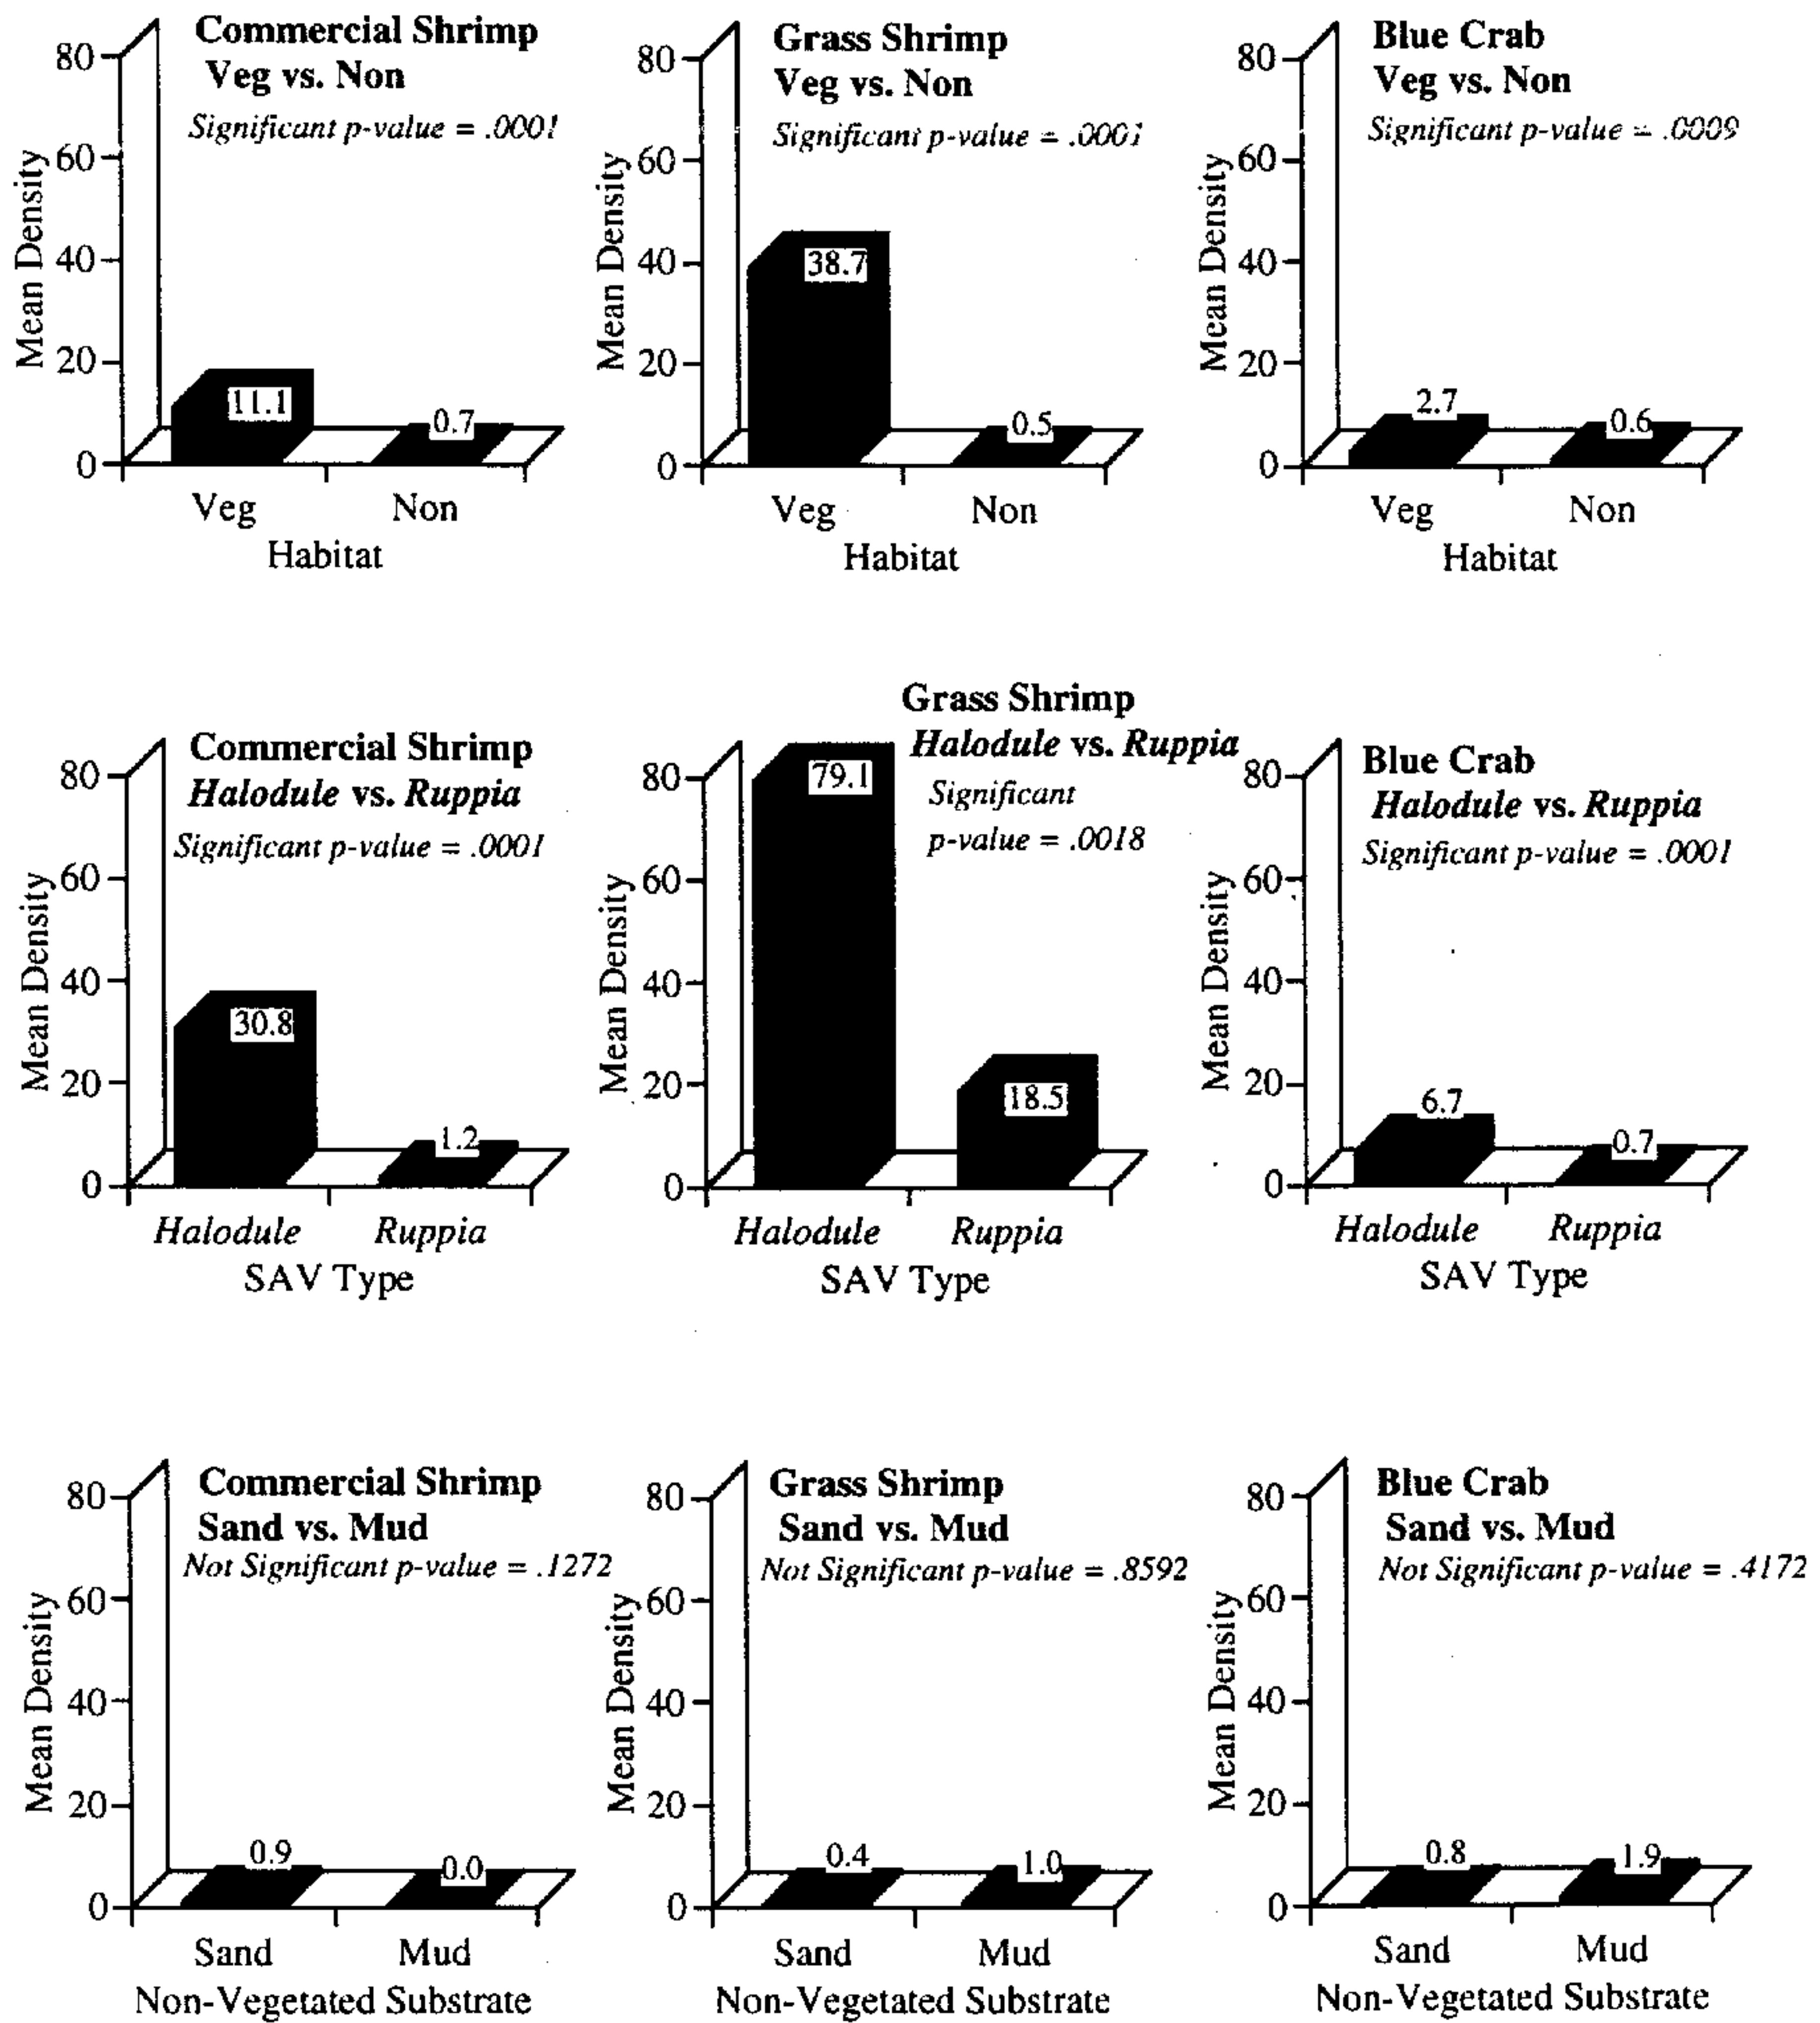 Commercial Shrimp
Veg vs. Non
Significant p-value = .0001
Mean Density
80
60
40
20
0
11.1
0.7
Veg Non
Habitat
Grass Shrimp
Veg vs. Non
Significant p-value = .0001
Mean Density
80
60
40
20
0
38.7
0.5
Veg Non
Habitat
Blue Crab
Veg vs. Non
Significant p-value = .0009
Mean Density
80
60
40
20
0
2.7
0.6
Veg Non
Habitat
Commercial Shrimp
Halodule vs. Ruppia
Significant p-value = .0001
Mean Density
80
60
40
20
0
30.8
1.2
Halodule Ruppia
SAV Type
Grass Shrimp
Halodule vs. Ruppia
Significant
p-value = .0018
Mean Density
80
60
40
20
0
79.1
18.5
Halodule Ruppia
SAV Type
Blue Crab
Halodule vs. Ruppia
Significant p-value = .0001
Mean Density
80
60
40
20
0
6.7
0.7
Halodule Ruppia
SAV Type
Commercial Shrimp
Sand vs. Mud
Not Significant p-value = .1272
Mean Density
80
60
40
20
0
0.9
0.0
Sand Mud
Non-Vegetated Substrate
Grass Shrimp
Sand vs. Mud
Not Significant p-value = .8592
Mean Density
80
60
40
20
0
0.4
1.0
Sand Mud
Non-Vegetated Substrate
Blue Crab
Sand vs. Mud
Not Significant p-value = .4172
Mean Density
80
60
40
20
0
0.8
1.9
Sand Mud
Non-Vegetated Substrate